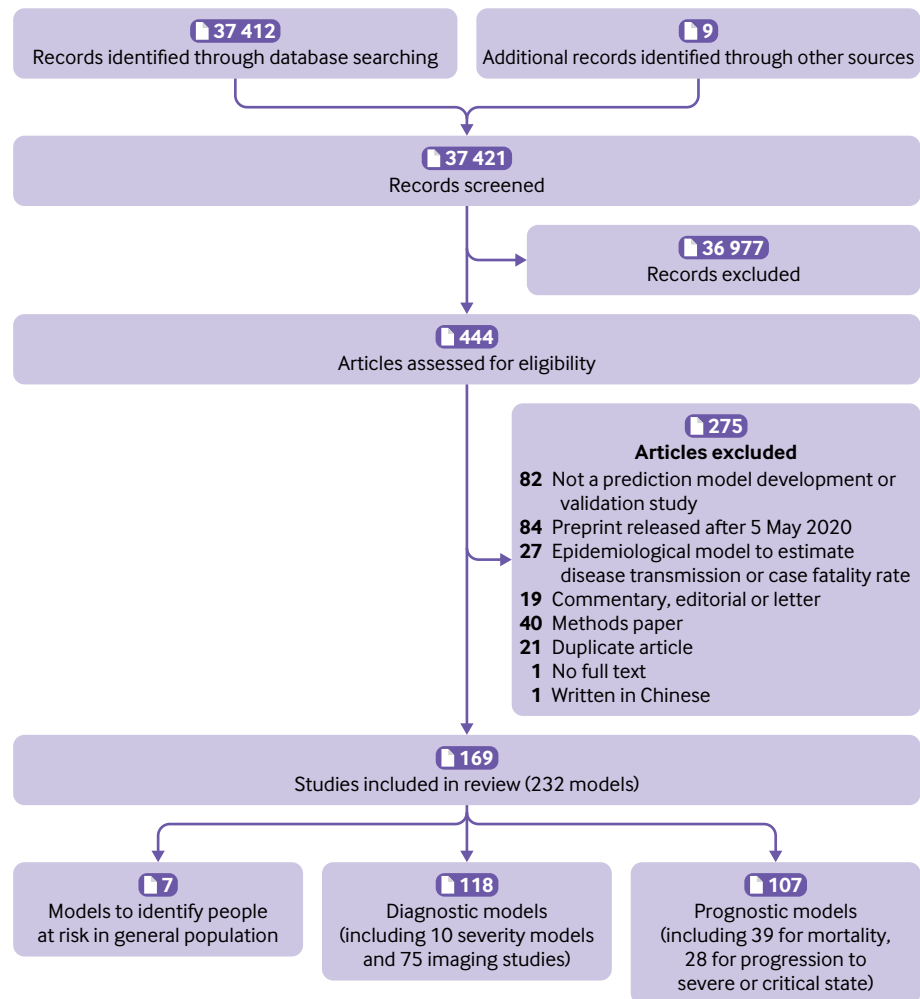 37 412
Records identified through database searching
9
Additional records identified through other sources
37 421
Records screened
36 977
Records excluded
444
Articles assessed for eligibility
275
Articles excluded
82 Not a prediction model development or
validation study
84 Preprint released after 5 May 2020
27 Epidemiological model to estimate
disease transmission or case fatality rate
19 Commentary, editorial or letter
40 Methods paper
21 Duplicate article
1 No full text
1 Written in Chinese
169
Studies included in review (232 models)
7
Models to identify people
at risk in general population
118
Diagnostic models
(including 10 severity models
and 75 imaging studies)
107
Prognostic models
(including 39 for mortality,
28 for progression to
severe or critical state)